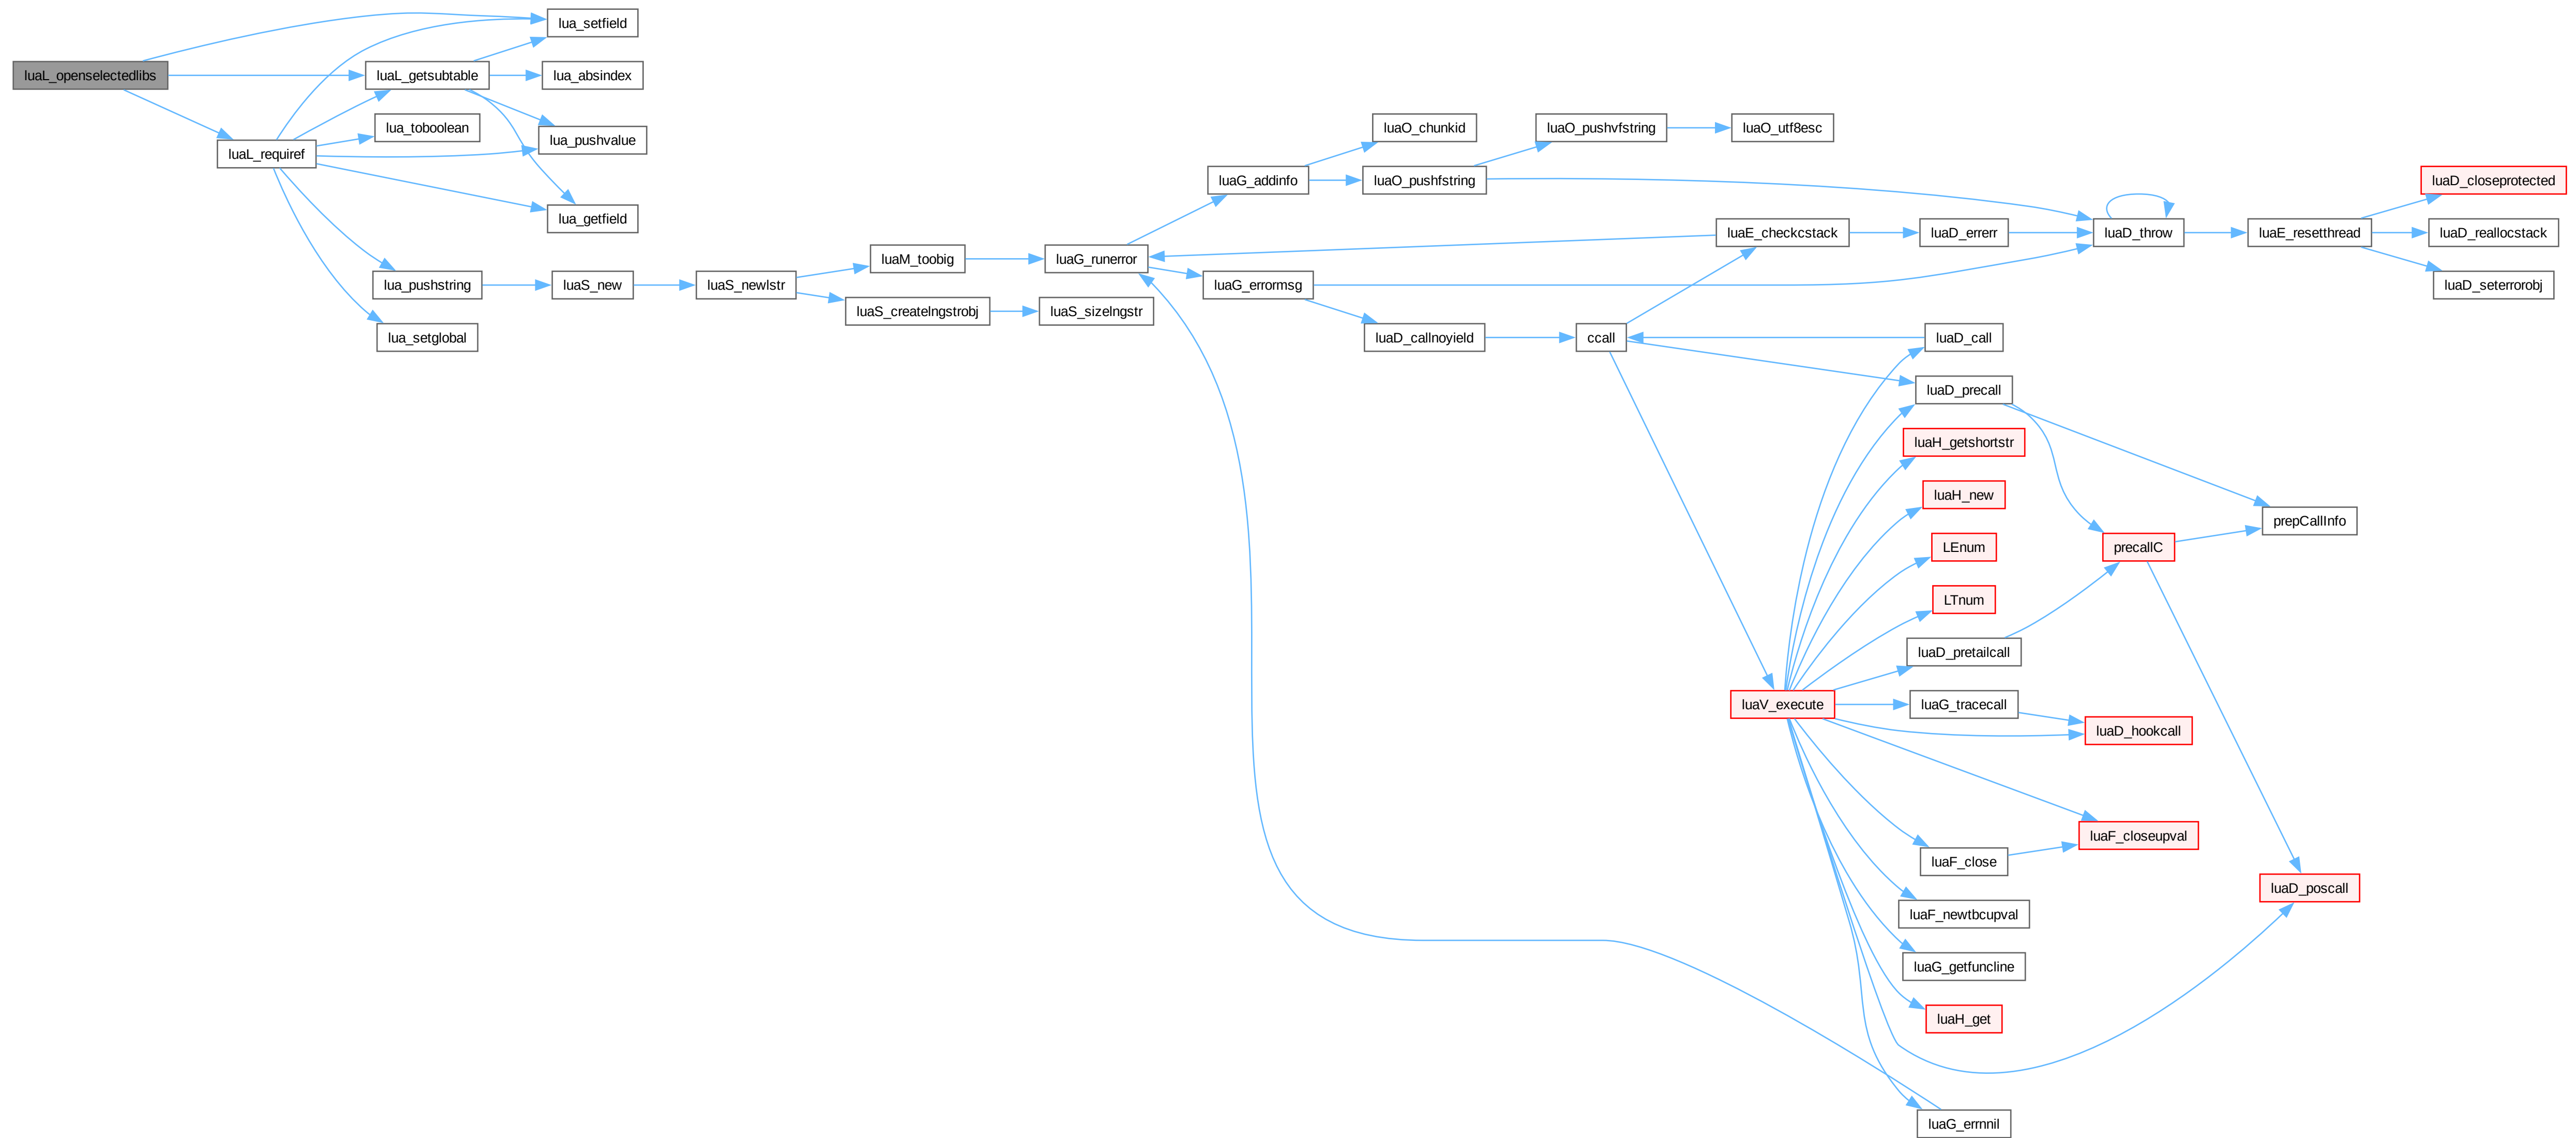 luaL_openselectedlibs
lua_setfield
luaL_getsubtable
lua_absindex
lua_toboolean
lua_pushvalue
luaL_requiref
lua_getfield
lua_pushstring
lua_setglobal
luaS_new
luaS_newlstr
luaM_toobig
luaS_createlngstrobj
luaS_sizelngstr
luaG_runerror
luaG_addinfo
luaO_chunkid
luaO_pushfstring
luaO_pushvfstring
luaO_utf8esc
luaG_errormsg
luaD_callnoyield
ccall
luaE_checkcstack
luaD_errerr
luaD_throw
luaE_resetthread
luaD_closeprotected
luaD_reallocstack
luaD_seterrorobj
luaD_call
luaD_precall
luaH_getshortstr
luaH_new
LEnum
LTnum
luaD_pretailcall
luaV_execute
luaG_tracecall
luaD_hookcall
precallC
prepCallInfo
luaF_closeupval
luaF_close
luaD_poscall
luaF_newtbcupval
luaG_getfuncline
luaH_get
luaG_errnnil